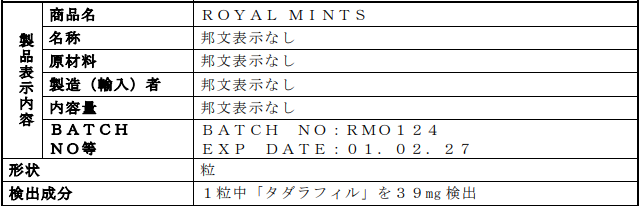 商品名 ＲＯＹＡＬ ＭＩＮＴＳ
製品表示内容
名称 邦文表示なし
原材料 邦文表示なし
製造（輸入）者 邦文表示なし
内容量 邦文表示なし
ＢＡＴＣＨ ＢＡＴＣＨ　ＮＯ：ＲＭＯ１２４
ＮＯ等 ＥＸＰ　ＤＡＴＥ：０１．０２．２７
形状 粒
検出成分 １粒中「タダラフィル」を３９㎎検出